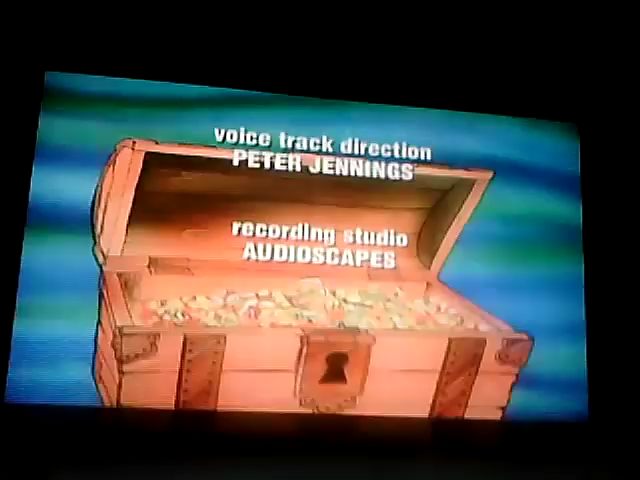 voice track direction
PETER JENNINGS
recording studio
AUDIOSCAPES